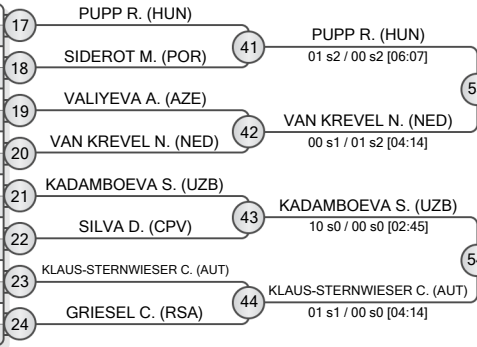 17
PUPP R. (HUN)
18
SIDEROT M. (POR)
41
PUPP R. (HUN)
01 s2 / 00 s2 [06:07]
19
VALIYEVA A. (AZE)
20
VAN KREVEL N. (NED)
42
VAN KREVEL N. (NED)
00 s1 / 01 s2 [04:14]
21
KADAMBOEVA S. (UZB)
22
SILVA D. (CPV)
43
KADAMBOEVA S. (UZB)
10 s0 / 00 s0 [02:45]
23
KLAUS-STERNWIESER C. (AUT)
24
GRIESEL C. (RSA)
44
KLAUS-STERNWIESER C. (AUT)
01 s1 / 00 s0 [04:14]